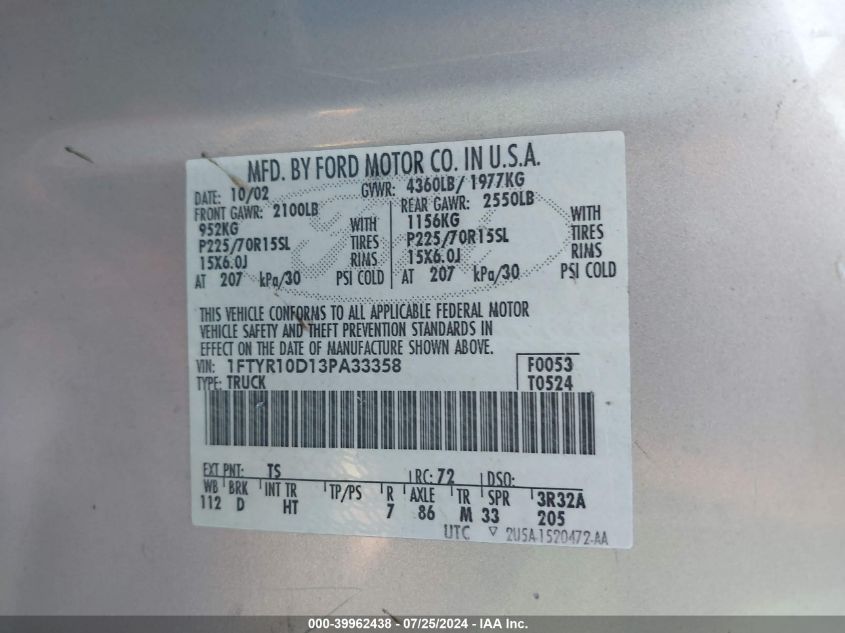 MFD. BY FORD MOTOR CO. IN U.S.A.
DATE: 10/02 GVWR: 4360LB/ 1977KG
FRONT GAWR: 2100LB REAR GAWR: 2550LB
952KG WITH 1156KG WITH
P225/70R15SL TIRES P225/70R15SL TIRES
15X6.0J RIMS 15X6.0J RIMS
AT 207 kPa/30 PSI COLD AT 207 kPa/30 PSI COLD
THIS VEHICLE CONFORMS TO ALL APPLICABLE FEDERAL MOTOR
VEHICLE SAFETY AND THEFT PREVENTION STANDARDS IN
EFFECT ON THE DATE OF MANUFACTURE SHOWN ABOVE.
VIN: 1FTYR10D13PA33358 F0053
TYPE: TRUCK T0524
EXT PNT: TS RC: 72 DSO:
WB BRK INT TR TP/PS R AXLE TR SPR 3R32A
112 D HT 7 86 M 33 205
UTC ▽ 2U5A-1520472-AA
000-39962438 - 07/25/2024 - IAA Inc.